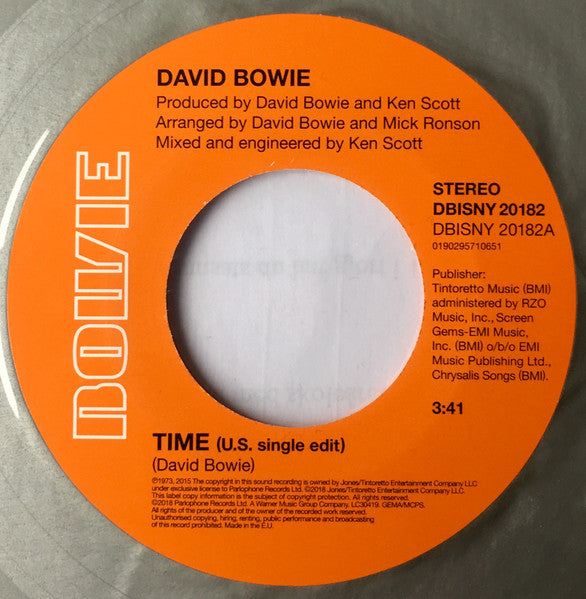 DAVID BOWIE
Produced by David Bowie and Ken Scott
Arranged by David Bowie and Mick Ronson
Mixed and engineered by Ken Scott
BOWIE
STEREO
DBISNY 20182
DBISNY 20182A
0190295710651
Publisher:
Tintoretto Music (BMI)
administered by RZO
Music, Inc., Screen
Gems-EMI Music,
Inc. (BMI) o/b/o EMI
Music Publishing Ltd.,
Chrysalis Songs (BMI).
3:41
TIME (U.S. single edit)
(David Bowie)
℗1973, 2015 The copyright in this sound recording is owned by Jones/Tintoretto Entertainment Company LLC
under exclusive license to Parlophone Records Ltd. ©2018 Jones/Tintoretto Entertainment Company LLC.
This label copy information is the subject of copyright protection. All rights reserved.
©2018 Parlophone Records Ltd. A Warner Music Group Company. LC30419. GEMA/MCPS.
All rights of the producer and of the owner of the recorded work reserved.
Unauthorised copying, hiring, renting, public performance and broadcasting
of this record prohibited. Made in the E.U.